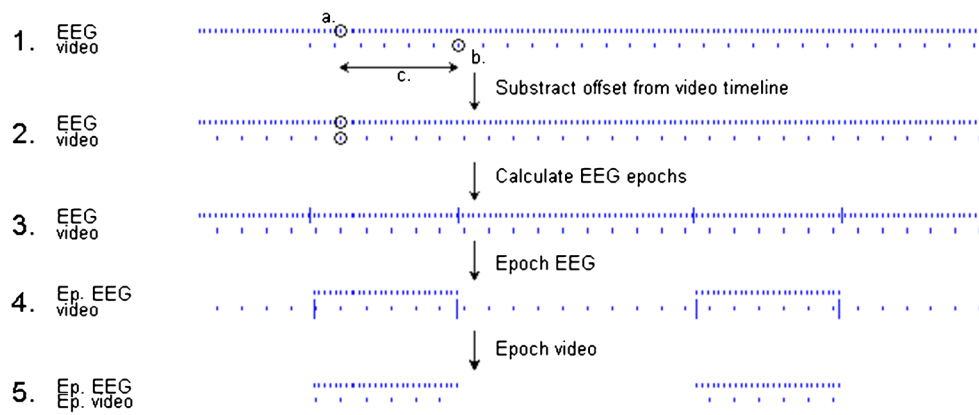 a.
1. EEG
video
b.
c.
Substract offset from video timeline
2. EEG
video
Calculate EEG epochs
3. EEG
video
Epoch EEG
4. Ep. EEG
video
Epoch video
5. Ep. EEG
Ep. video